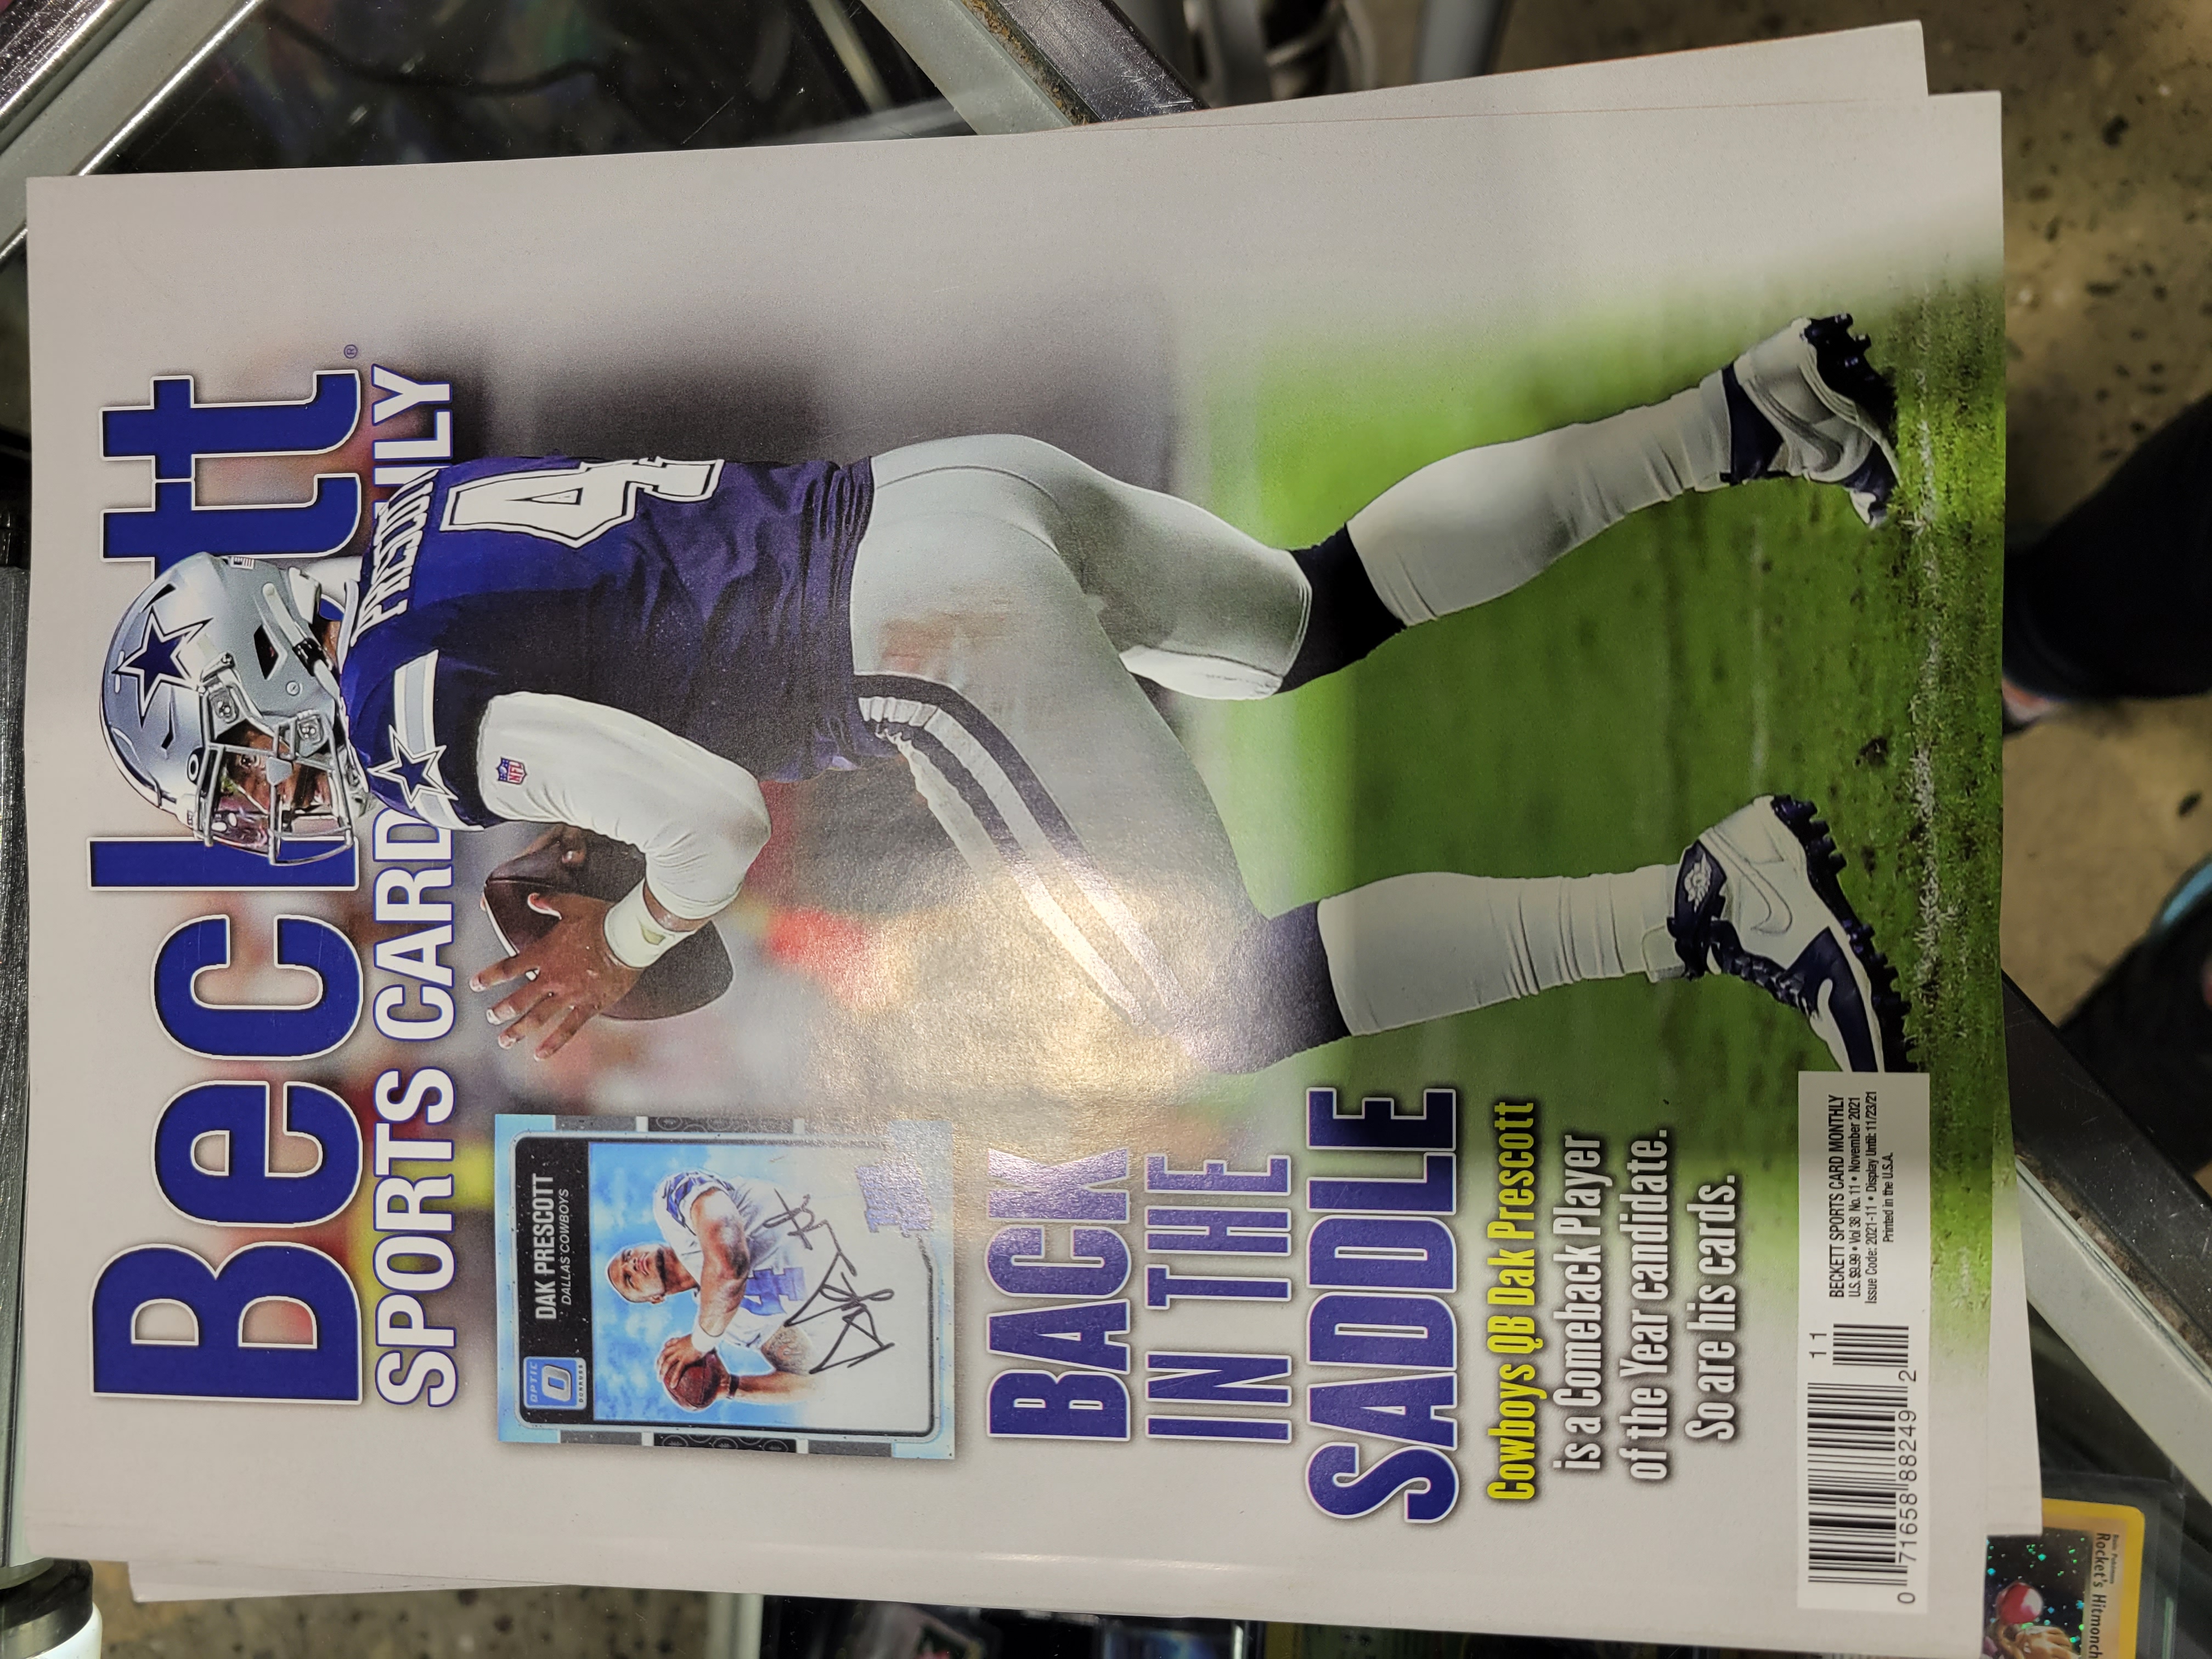 Beckett®
SPORTS CARD MONTHLY
PRESCOTT
4
NFL
OPTIC
DONRUSS
DAK PRESCOTT
DALLAS COWBOYS
BACK
IN THE
SADDLE
Cowboys QB Dak Prescott
is a Comeback Player
of the Year candidate.
So are his cards.
BECKETT SPORTS CARD MONTHLY
U.S. $9.99 • Vol 38 No. 11 • November 2021
Issue Code: 2021-11 • Display Until: 11/23/21
Printed in the U.S.A.
11
0 71658 88249 2
Rocket's Hitmonch